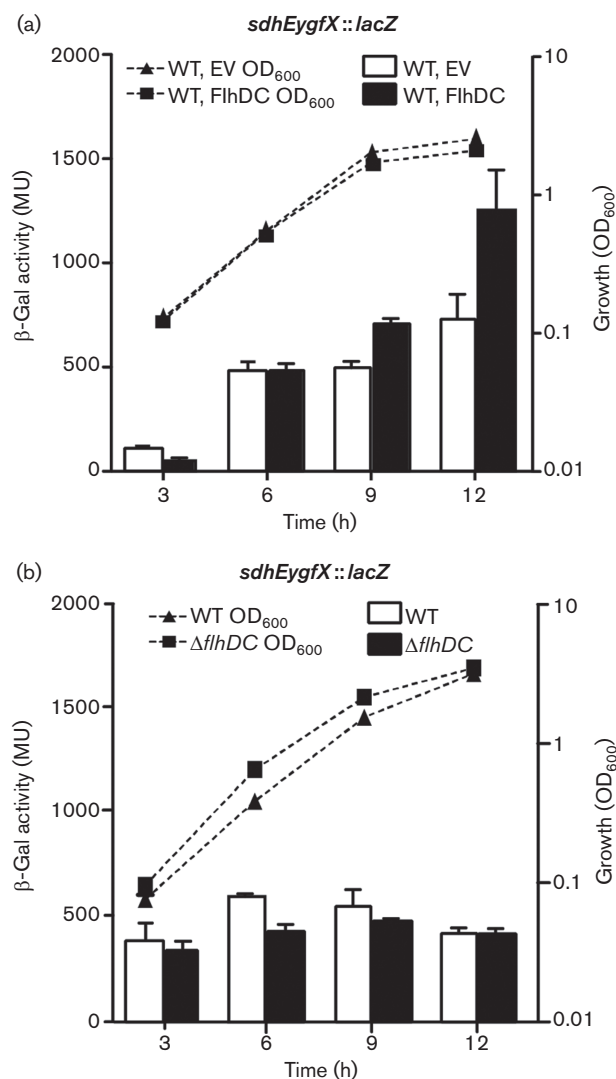 (a)
sdhEygfX::lacZ
WT, EV OD600
WT, FlhDC OD600
WT, EV
WT, FlhDC
β-Gal activity (MU)
2000
1500
1000
500
0
Growth (OD600)
10
1
0.1
0.01
3 6 9 12
Time (h)
(b)
sdhEygfX::lacZ
WT OD600
ΔflhDC OD600
WT
ΔflhDC
β-Gal activity (MU)
2000
1500
1000
500
0
Growth (OD600)
10
1
0.1
0.01
3 6 9 12
Time (h)